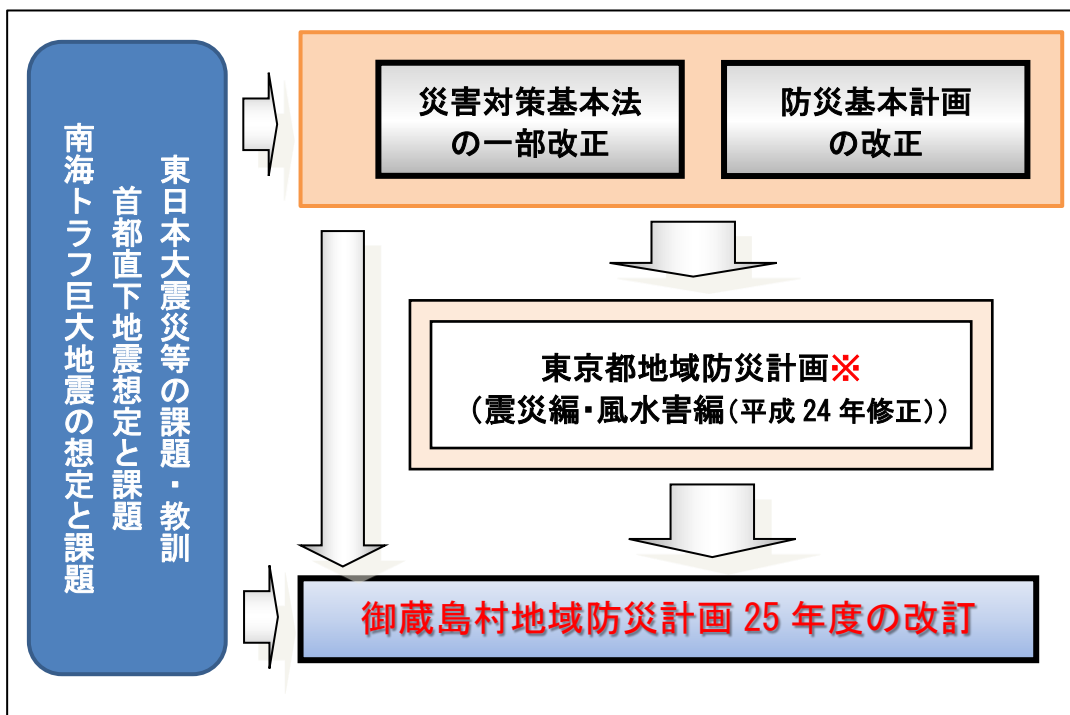 東日本大震災等の課題・教訓
首都直下地震想定と課題
南海トラフ巨大地震の想定と課題
災害対策基本法
の一部改正
防災基本計画
の改正
東京都地域防災計画※
（震災編・風水害編（平成 24 年修正））
御蔵島村地域防災計画 25 年度の改訂